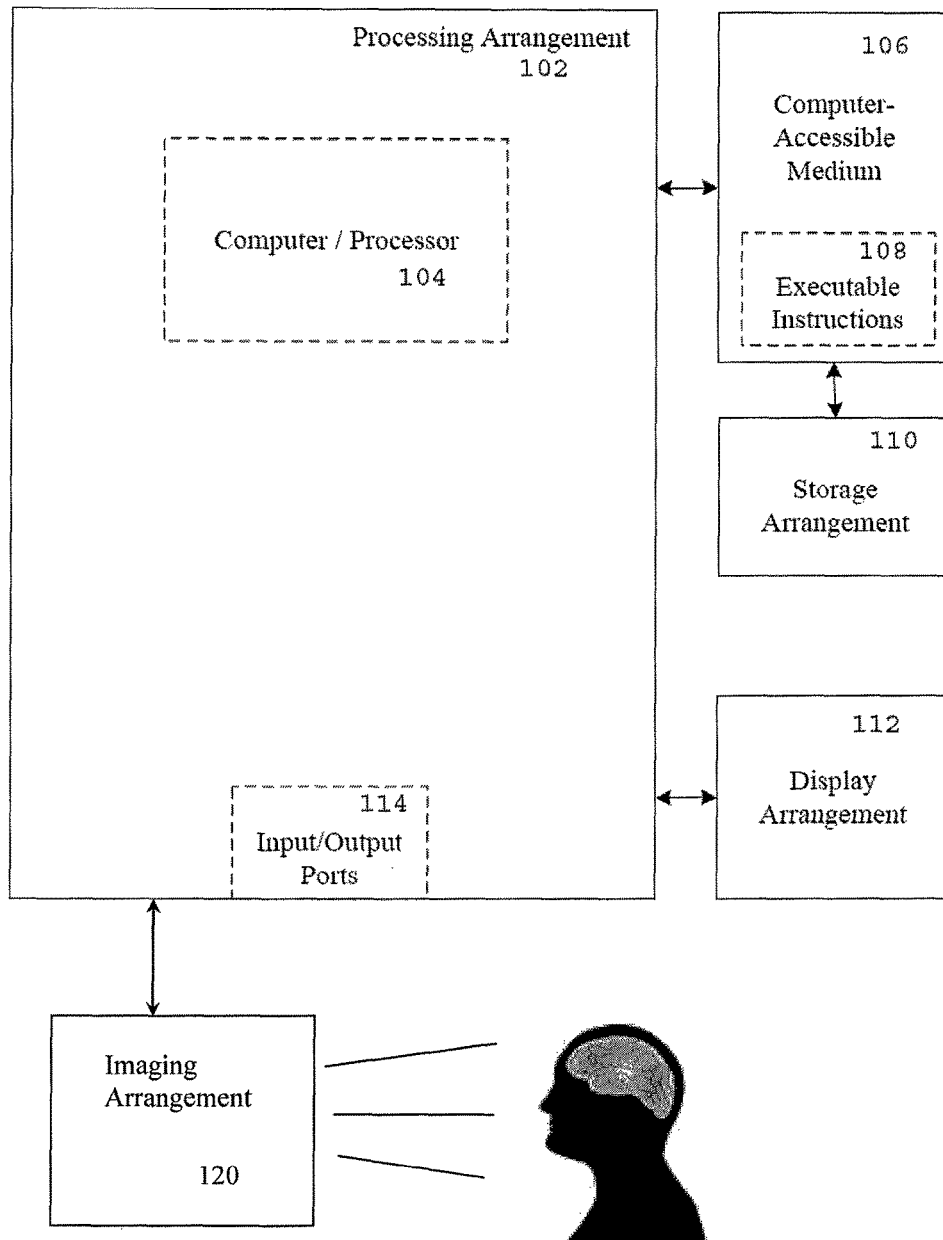 Processing Arrangement
102
Computer / Processor
104
106
Computer-
Accessible
Medium
108
Executable
Instructions
110
Storage
Arrangement
112
Display
Arrangement
114
Input/Output
Ports
Imaging
Arrangement
120